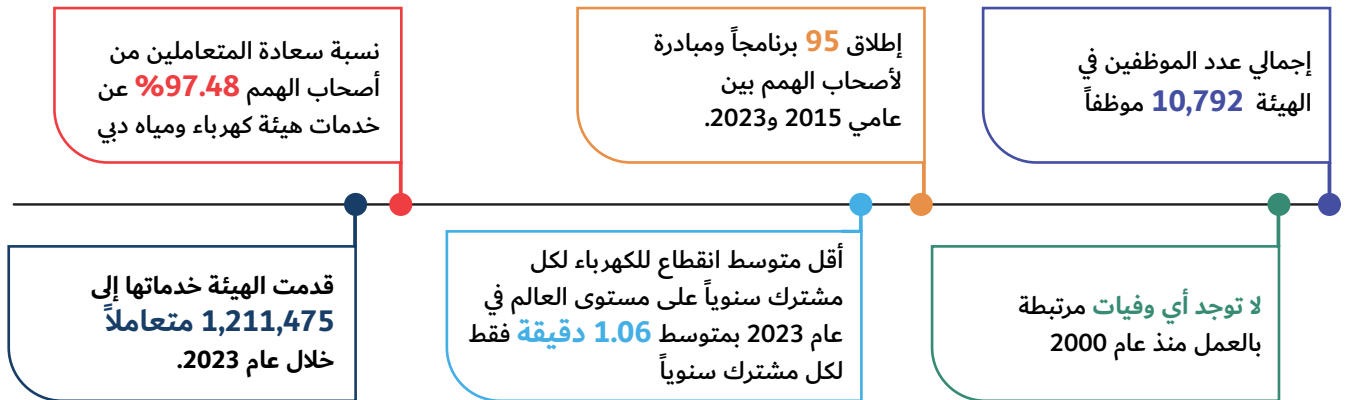 إجمالي عدد الموظفين في
الهيئة 10,792 موظفاً
لا توجد أي وفيات مرتبطة
بالعمل منذ عام 2000
إطلاق 95 برنامجاً ومبادرة
لأصحاب الهمم بين
عامي 2015 و2023.
أقل متوسط انقطاع للكهرباء لكل
مشترك سنوياً على مستوى العالم في
عام 2023 بمتوسط 1.06 دقيقة فقط
لكل مشترك سنوياً
نسبة سعادة المتعاملين من
أصحاب الهمم 97.48% عن
خدمات هيئة كهرباء ومياه دبي
قدمت الهيئة خدماتها إلى
1,211,475 متعاملاً
خلال عام 2023.